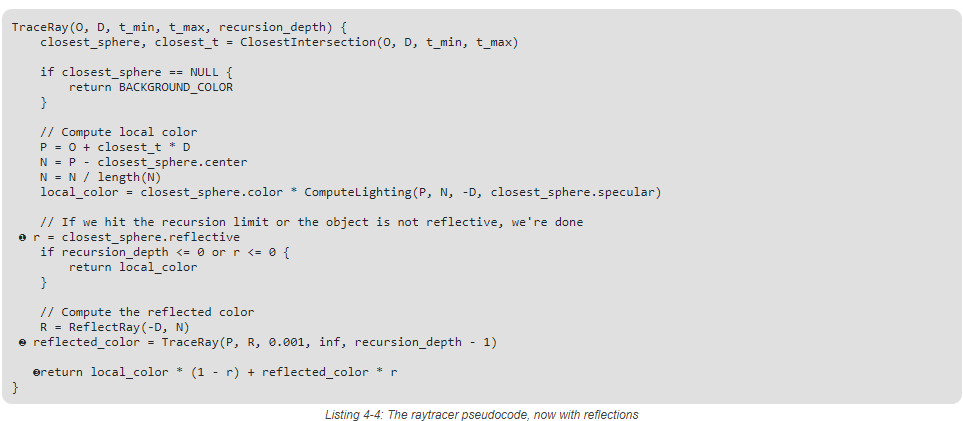 TraceRay(O, D, t_min, t_max, recursion_depth) {
    closest_sphere, closest_t = ClosestIntersection(O, D, t_min, t_max)

    if closest_sphere == NULL {
        return BACKGROUND_COLOR
    }

    // Compute local color
    P = O + closest_t * D
    N = P - closest_sphere.center
    N = N / length(N)
    local_color = closest_sphere.color * ComputeLighting(P, N, -D, closest_sphere.specular)

    // If we hit the recursion limit or the object is not reflective, we're done
 ❶ r = closest_sphere.reflective
    if recursion_depth <= 0 or r <= 0 {
        return local_color
    }

    // Compute the reflected color
    R = ReflectRay(-D, N)
 ❷ reflected_color = TraceRay(P, R, 0.001, inf, recursion_depth - 1)

   ❸return local_color * (1 - r) + reflected_color * r
}
Listing 4-4: The raytracer pseudocode, now with reflections